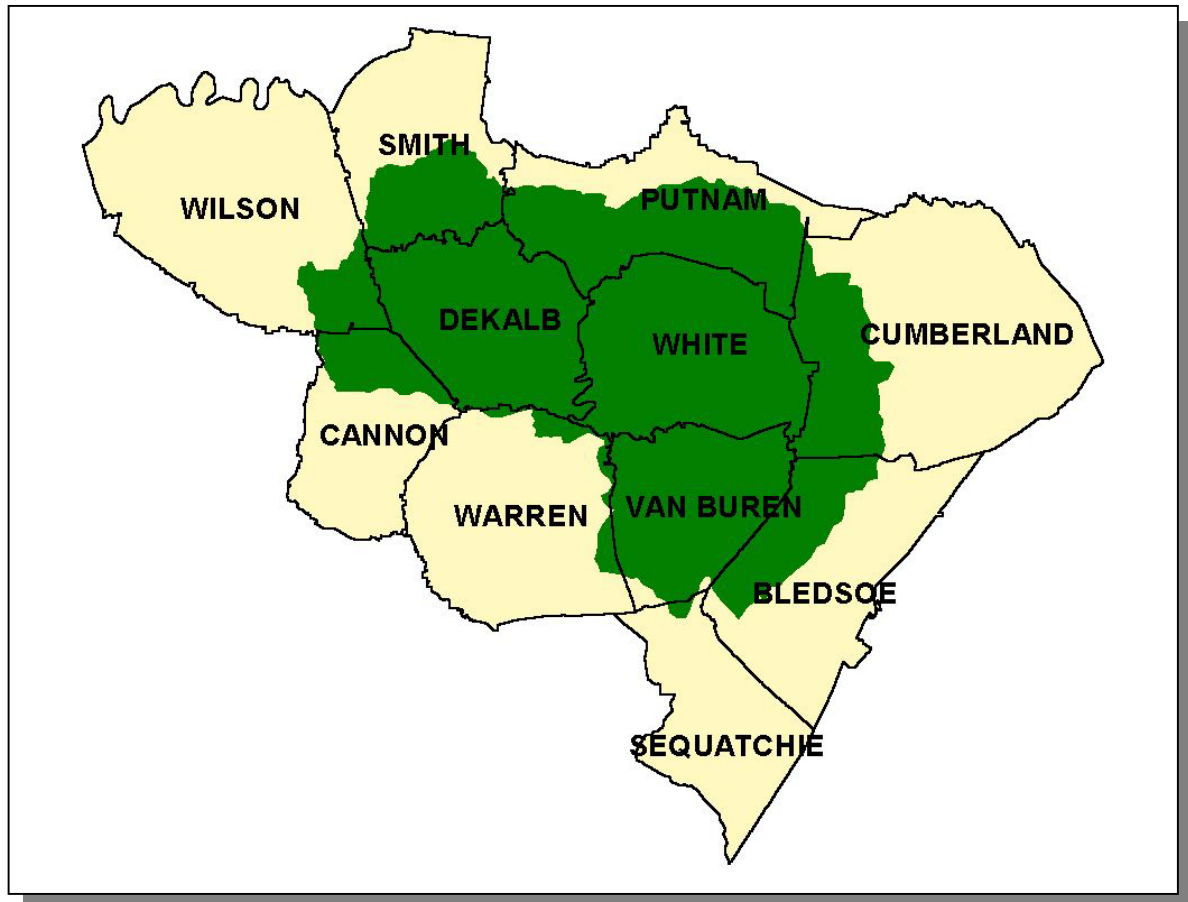 SMITH
PUTNAM
WILSON
DEKALB
WHITE
CUMBERLAND
CANNON
WARREN
VAN BUREN
BLEDSOE
SEQUATCHIE